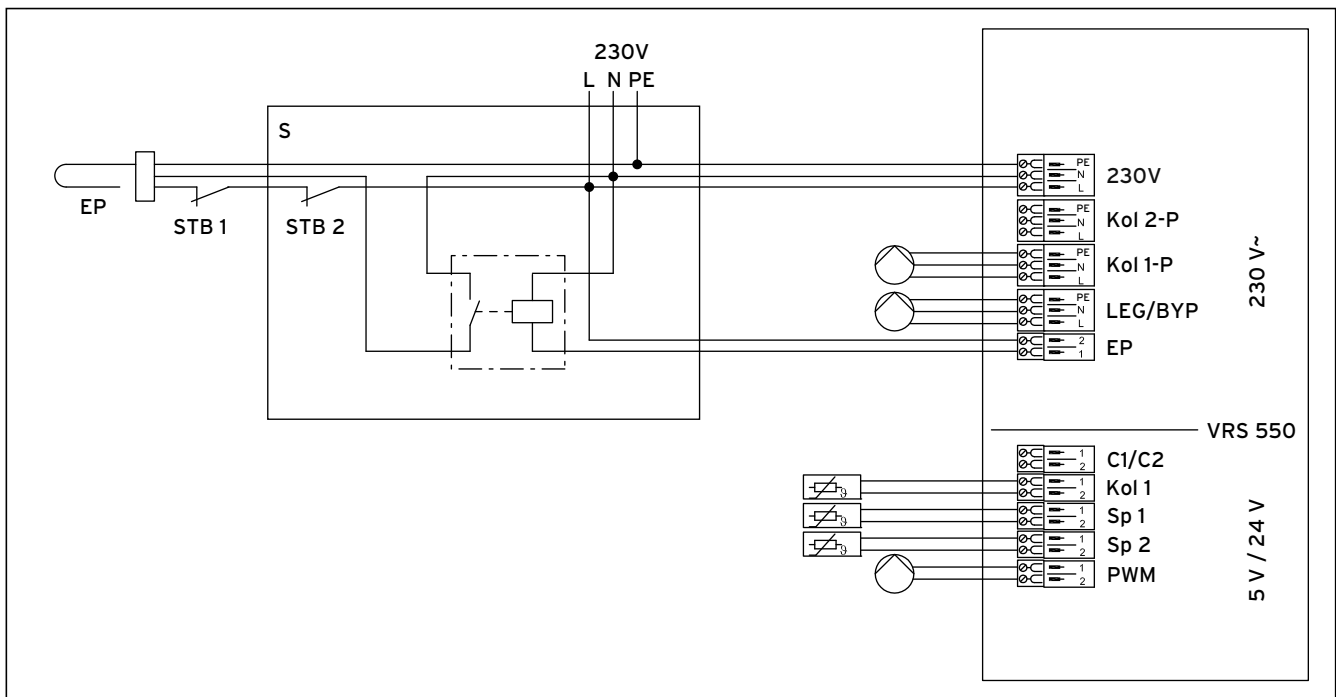 230V
L N PE
S
EP
STB 1
STB 2
PE
N
L
230V
PE
N
L
Kol 2-P
PE
N
L
Kol 1-P
PE
N
L
LEG/BYP
2
1
EP
230 V~
VRS 550
1
2
C1/C2
1
2
Kol 1
1
2
Sp 1
1
2
Sp 2
1
2
PWM
5 V / 24 V
ϑ
ϑ
ϑ